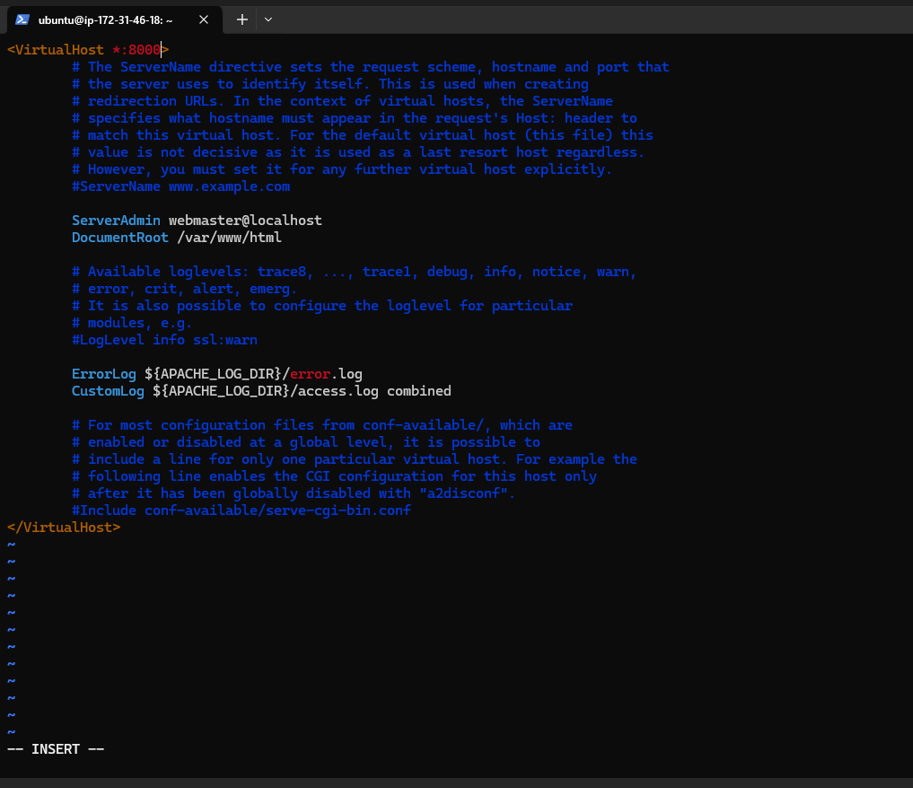 ubuntu@ip-172-31-46-18: ~
<VirtualHost *:8000>
# The ServerName directive sets the request scheme, hostname and port that
# the server uses to identify itself. This is used when creating
# redirection URLs. In the context of virtual hosts, the ServerName
# specifies what hostname must appear in the request's Host: header to
# match this virtual host. For the default virtual host (this file) this
# value is not decisive as it is used as a last resort host regardless.
# However, you must set it for any further virtual host explicitly.
#ServerName www.example.com
ServerAdmin webmaster@localhost
DocumentRoot /var/www/html
# Available loglevels: trace8, ..., trace1, debug, info, notice, warn,
# error, crit, alert, emerg.
# It is also possible to configure the loglevel for particular
# modules, e.g.
#LogLevel info ssl:warn
ErrorLog ${APACHE_LOG_DIR}/error.log
CustomLog ${APACHE_LOG_DIR}/access.log combined
# For most configuration files from conf-available/, which are
# enabled or disabled at a global level, it is possible to
# include a line for only one particular virtual host. For example the
# following line enables the CGI configuration for this host only
# after it has been globally disabled with "a2disconf".
#Include conf-available/serve-cgi-bin.conf
</VirtualHost>
~
~
~
~
~
~
~
~
~
~
~
~
-- INSERT --